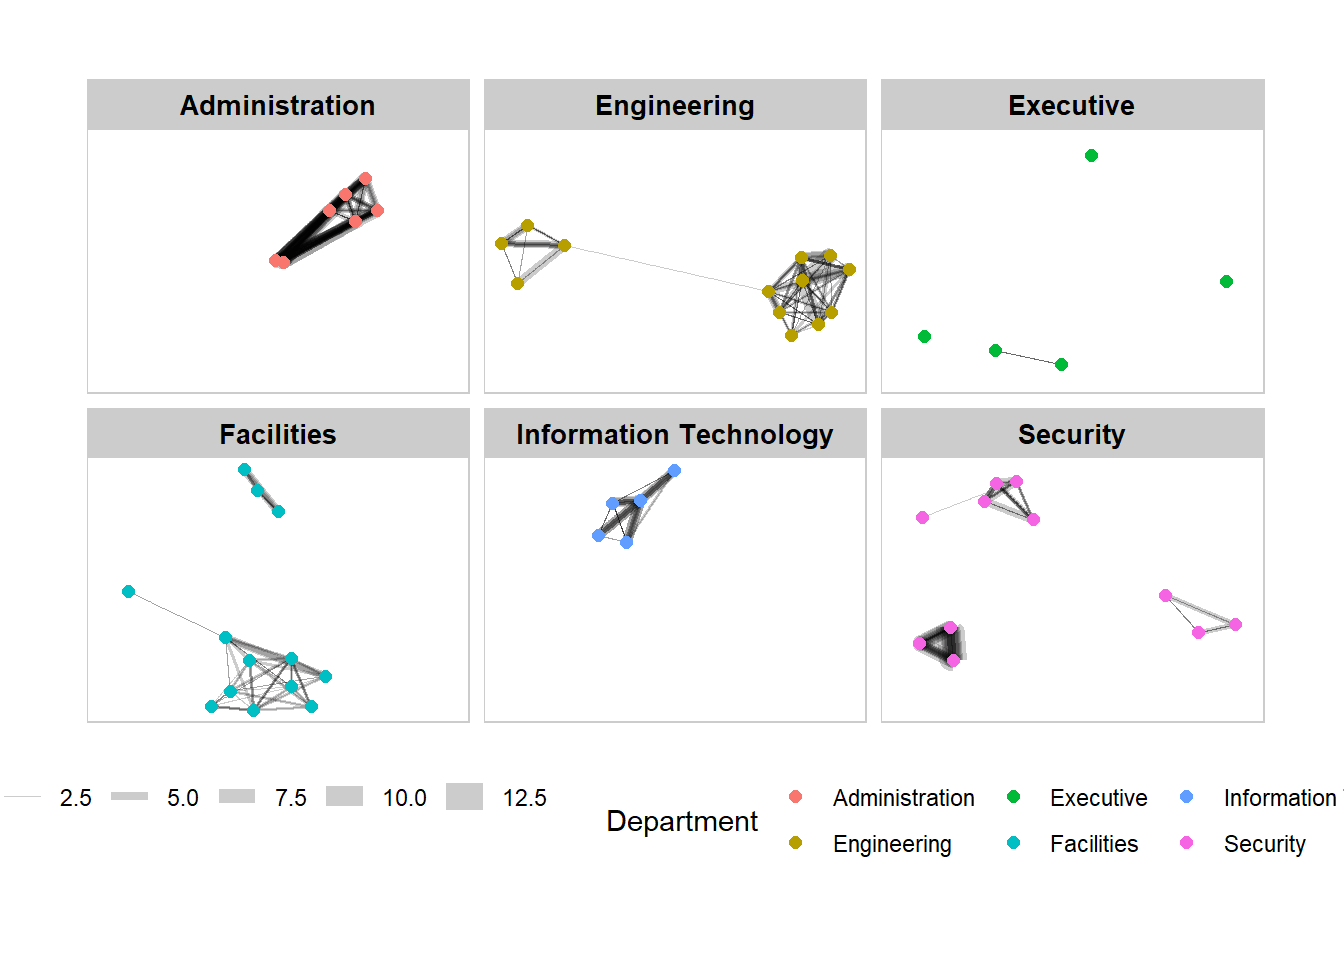 Administration
Engineering
Executive
Facilities
Information Technology
Security
2.5 5.0 7.5 10.0 12.5
Department
Administration Executive Information
Engineering Facilities Security